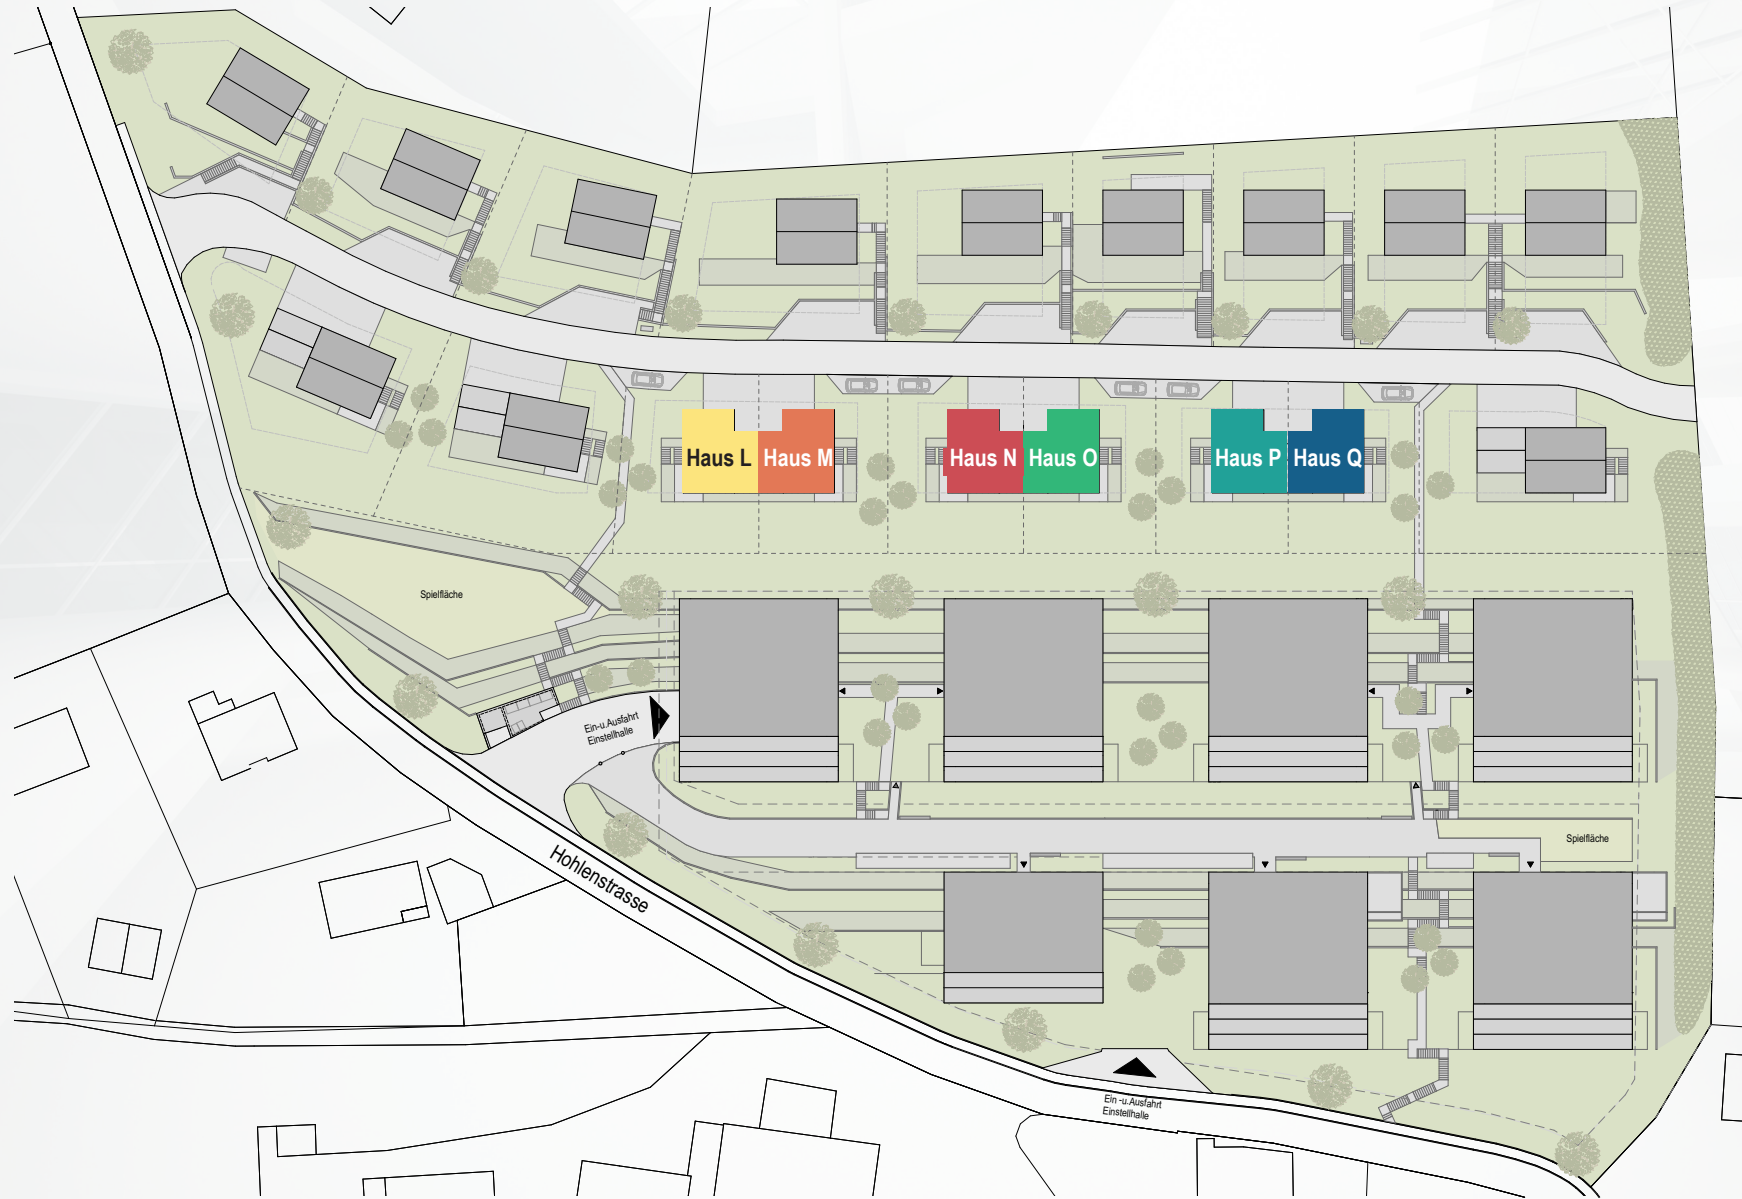 Haus L
Haus M
Haus N
Haus O
Haus P
Haus Q
Spielfläche
Ein-u.Ausfahrt
Einstellhalle
Spielfläche
Hohlenstrasse
Ein -u.Ausfahrt
Einstellhalle